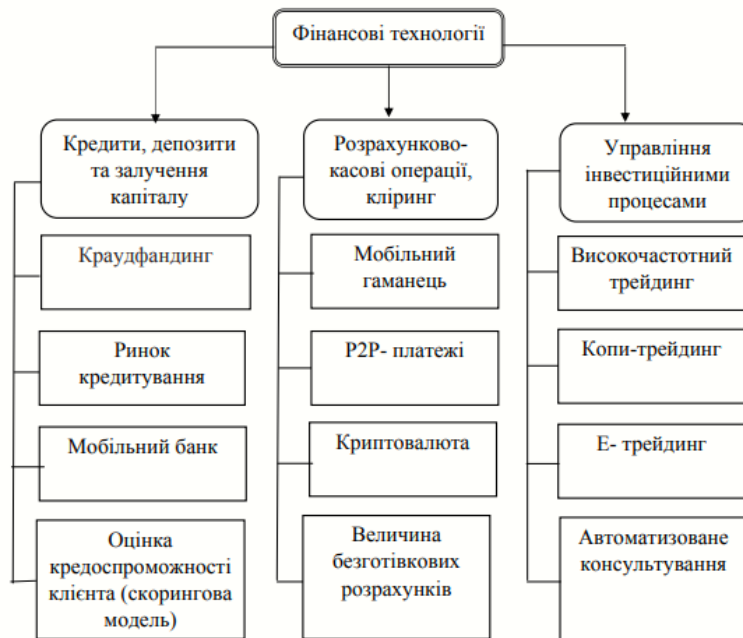 Фінансові технології
Кредити, депозити
та залучення
капіталу
Краудфандинг
Ринок
кредитування
Мобільний банк
Оцінка
кредоспроможності
клієнта (скорингова
модель)
Розрахунково-
касові операції,
кліринг
Мобільний
гаманець
P2P- платежі
Криптовалюта
Величина
безготівкових
розрахунків
Управління
інвестиційними
процесами
Високочастотний
трейдинг
Копи-трейдинг
Е- трейдинг
Автоматизоване
консультування